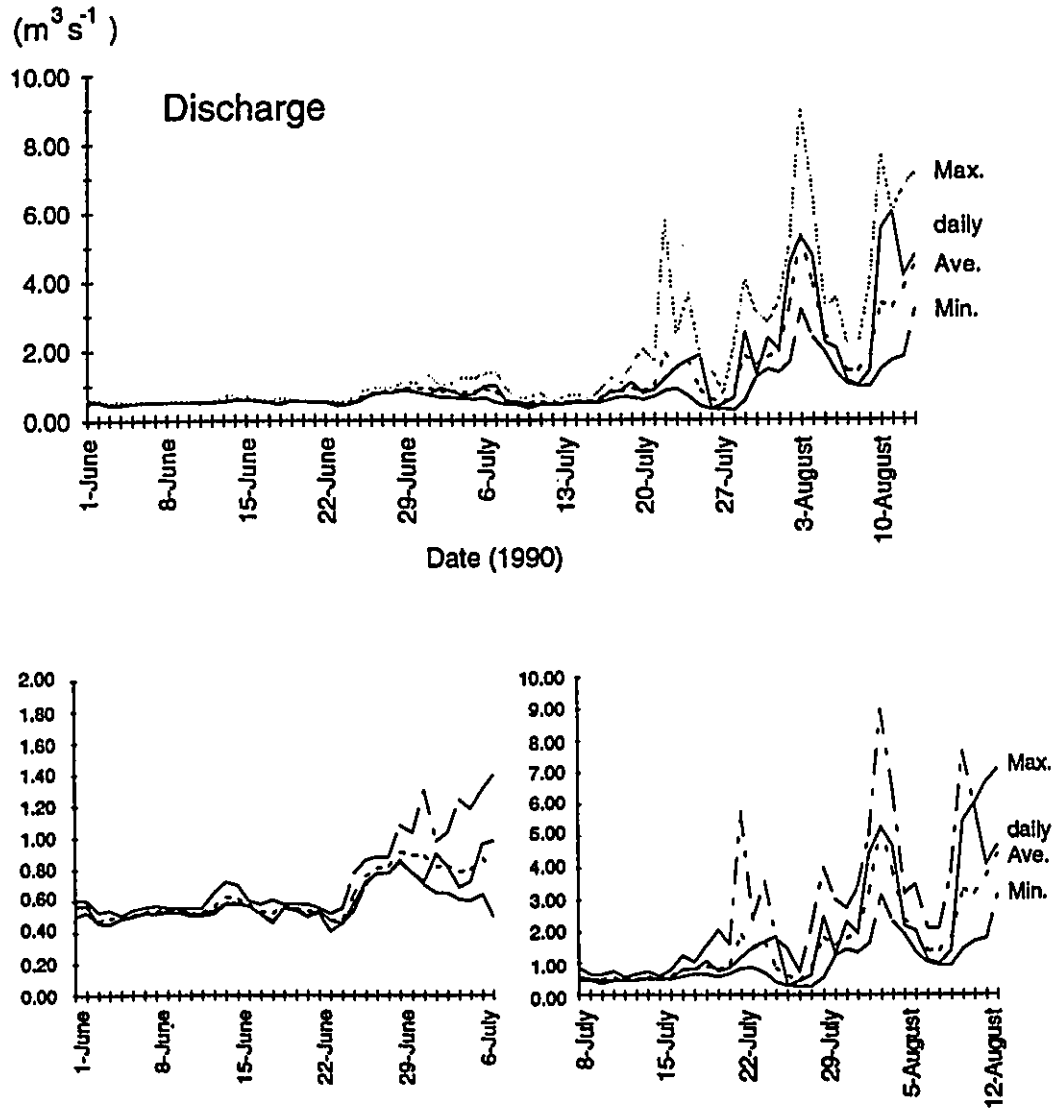 (m³s⁻¹)
Discharge
10.00
8.00
6.00
4.00
2.00
0.00
Max.
daily
Ave.
Min.
1-June
8-June
15-June
22-June
29-June
6-July
13-July
20-July
27-July
3-August
10-August
Date (1990)
2.00
1.80
1.60
1.40
1.20
1.00
0.80
0.60
0.40
0.20
0.00
1-June
8-June
15-June
22-June
29-June
6-July
10.00
9.00
8.00
7.00
6.00
5.00
4.00
3.00
2.00
1.00
0.00
Max.
daily
Ave.
Min.
8-July
15-July
22-July
29-July
5-August
12-August